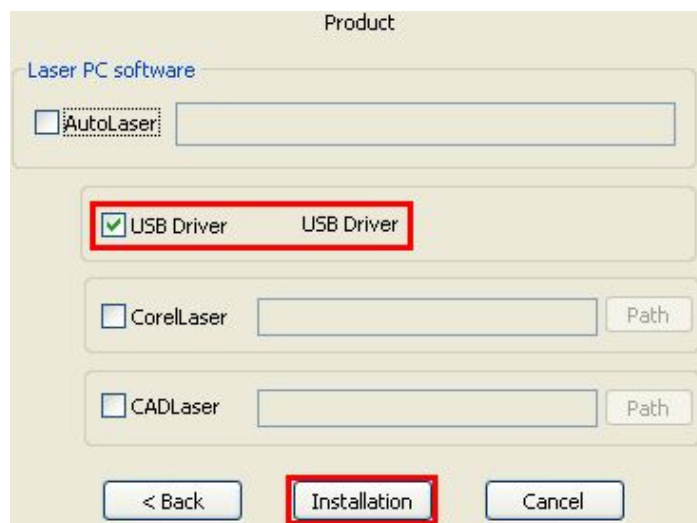 Product
Laser PC software
AutoLaser
USB Driver USB Driver
CorelLaser Path
CADLaser Path
< Back Installation Cancel